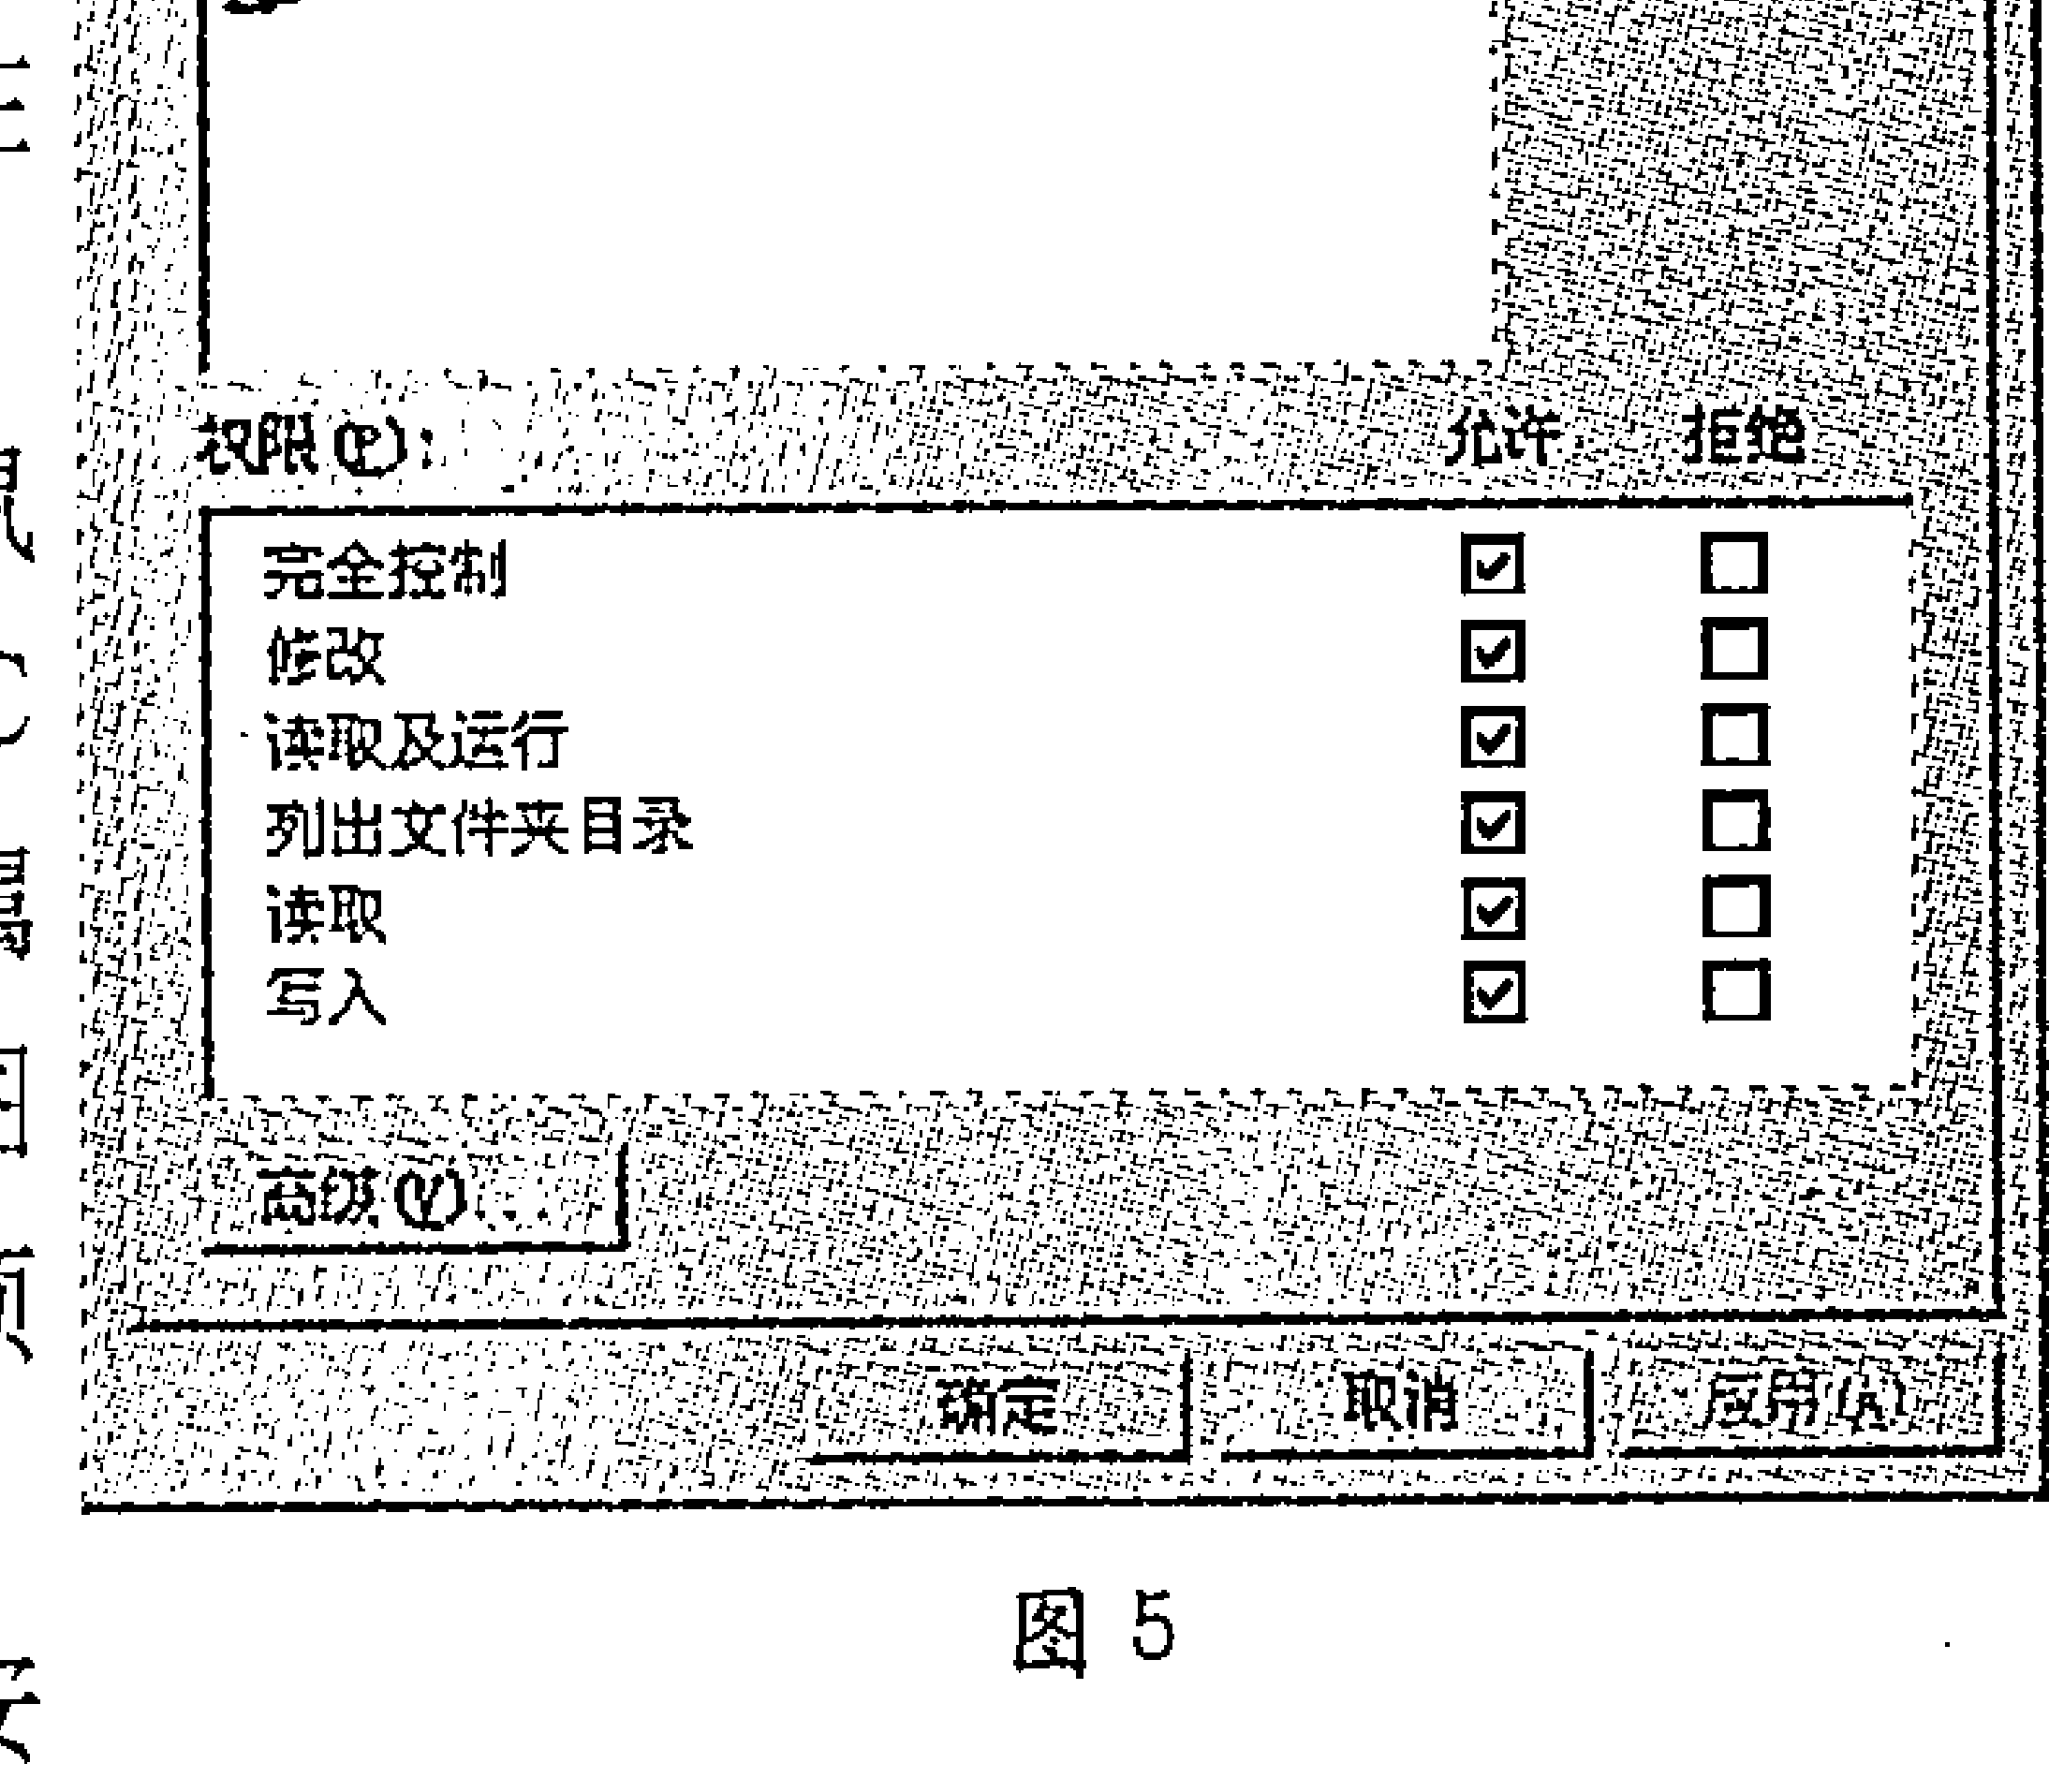 权限(P): 允许 拒绝
完全控制
修改
读取及运行
列出文件夹目录
读取
写入
高级(V)...
确定 取消 应用(A)
图 5